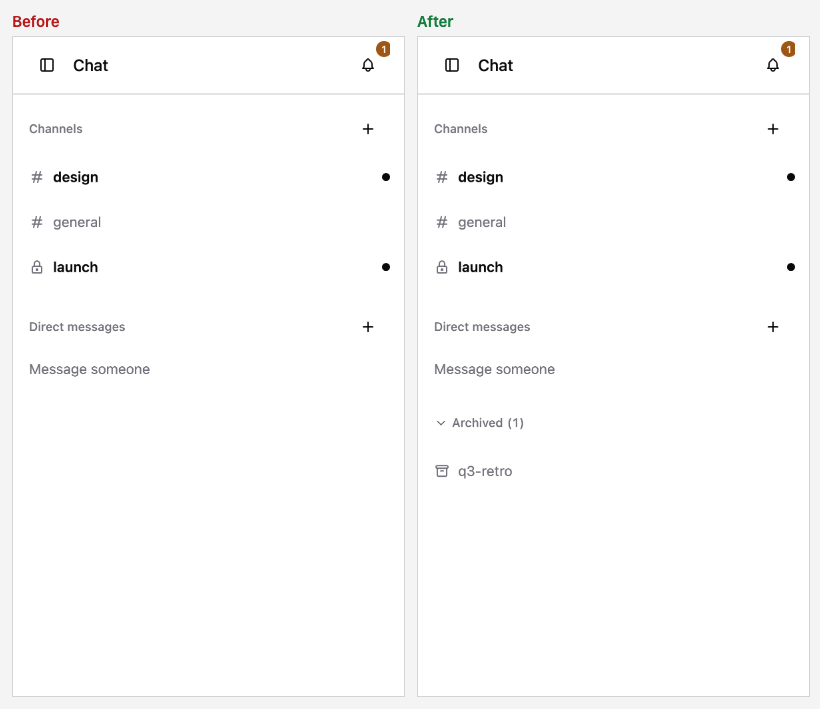 Before
Chat
1
Channels
# design
# general
launch
Direct messages
Message someone
After
Chat
1
Channels
# design
# general
launch
Direct messages
Message someone
Archived (1)
q3-retro